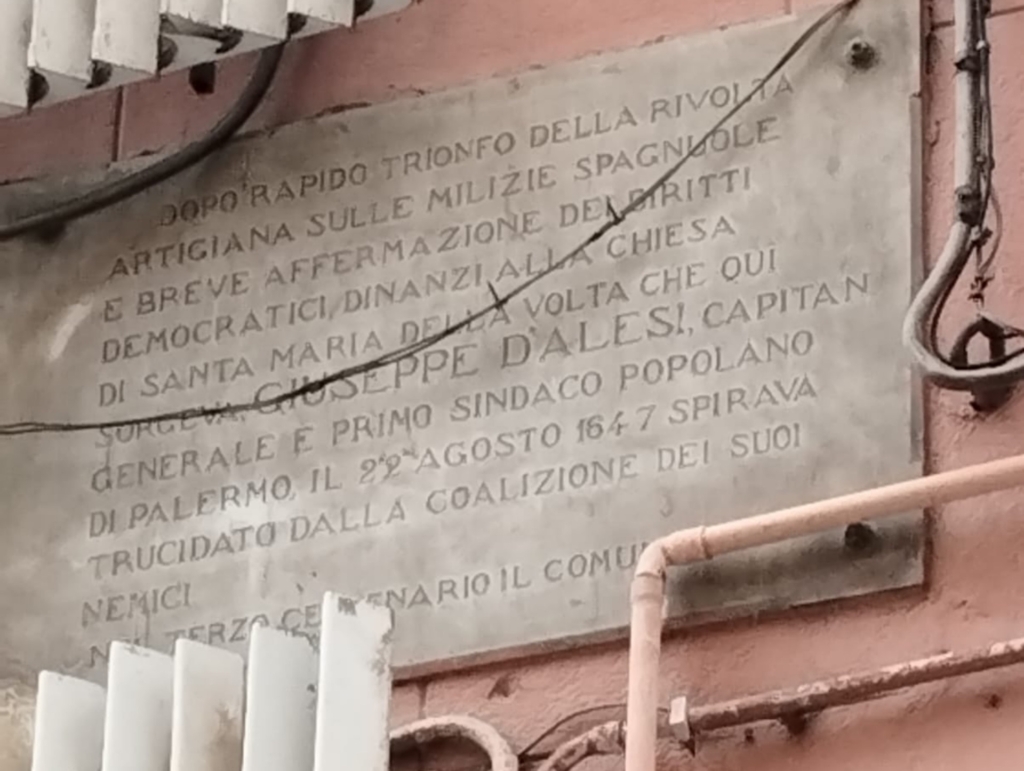 DOPO RAPIDO TRIONFO DELLA RIVOLTA
ARTIGIANA SULLE MILIZIE SPAGNUOLE
E BREVE AFFERMAZIONE DEI DIRITTI
DEMOCRATICI, DINANZI ALLA CHIESA
DI SANTA MARIA DELLA VOLTA CHE QUI
SORGEVA, GIUSEPPE D'ALESI, CAPITAN
GENERALE E PRIMO SINDACO POPOLANO
DI PALERMO, IL 22 AGOSTO 1647 SPIRAVA
TRUCIDATO DALLA COALIZIONE DEI SUOI
NEMICI
TERZO CENTENARIO IL COMU